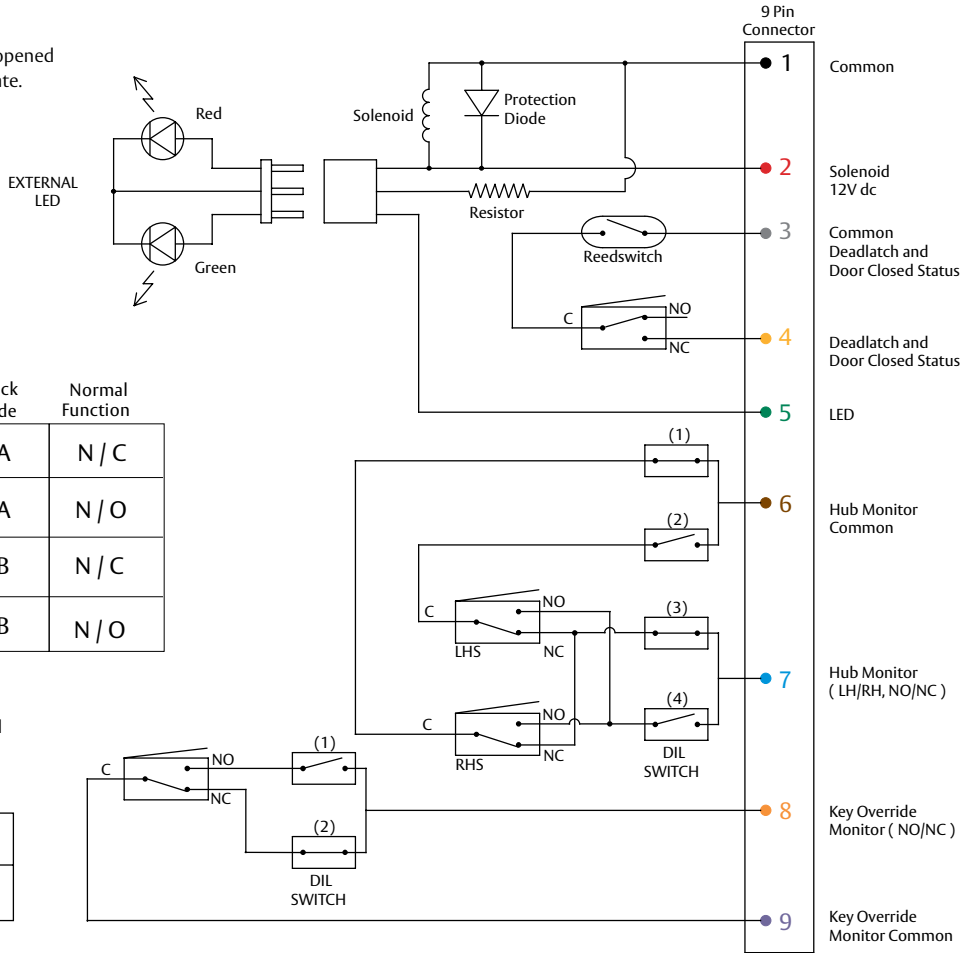 9 Pin
Connector
1
Common
Solenoid
Protection
Diode
Red
EXTERNAL
LED
Green
2
Solenoid
12V dc
Resistor
3
Common
Deadlatch and
Door Closed Status
Reedswitch
C
NO
NC
4
Deadlatch and
Door Closed Status
5
LED
Normal
Function
A
N / C
A
N / O
B
N / C
B
N / O
(1)
(2)
6
Hub Monitor
Common
C
NO
NC
LHS
(3)
7
Hub Monitor
( LH/RH, NO/NC )
C
NO
NC
RHS
(4)
DIL
SWITCH
C
NO
NC
(1)
(2)
DIL
SWITCH
8
Key Override
Monitor ( NO/NC )
9
Key Override
Monitor Common